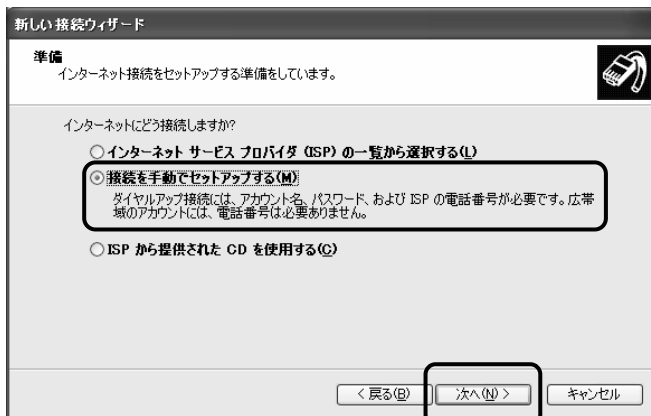 新しい接続ウィザード
準備
インターネット接続をセットアップする準備をしています。
インターネットにどう接続しますか?
インターネット サービス プロバイダ (ISP) の一覧から選択する(L)
接続を手動でセットアップする(M)
ダイヤルアップ接続には、アカウント名、パスワード、および ISP の電話番号が必要です。広帯
域のアカウントには、電話番号は必要ありません。
ISP から提供された CD を使用する(C)
< 戻る(B) 次へ(N) > キャンセル